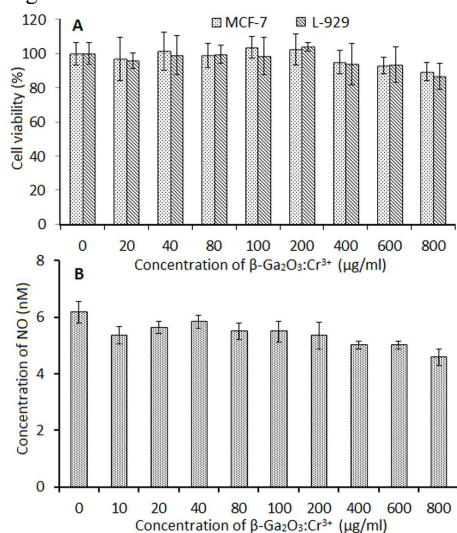 A
MCF-7 L-929
120
100
80
60
40
20
0
Cell viability (%)
0 20 40 80 100 200 400 600 800
Concentration of β-Ga₂O₃:Cr³⁺ (µg/ml)
B
8
6
4
2
0
Concentration of NO (nM)
0 10 20 40 80 100 200 400 600 800
Concentration of β-Ga₂O₃:Cr³⁺ (µg/ml)